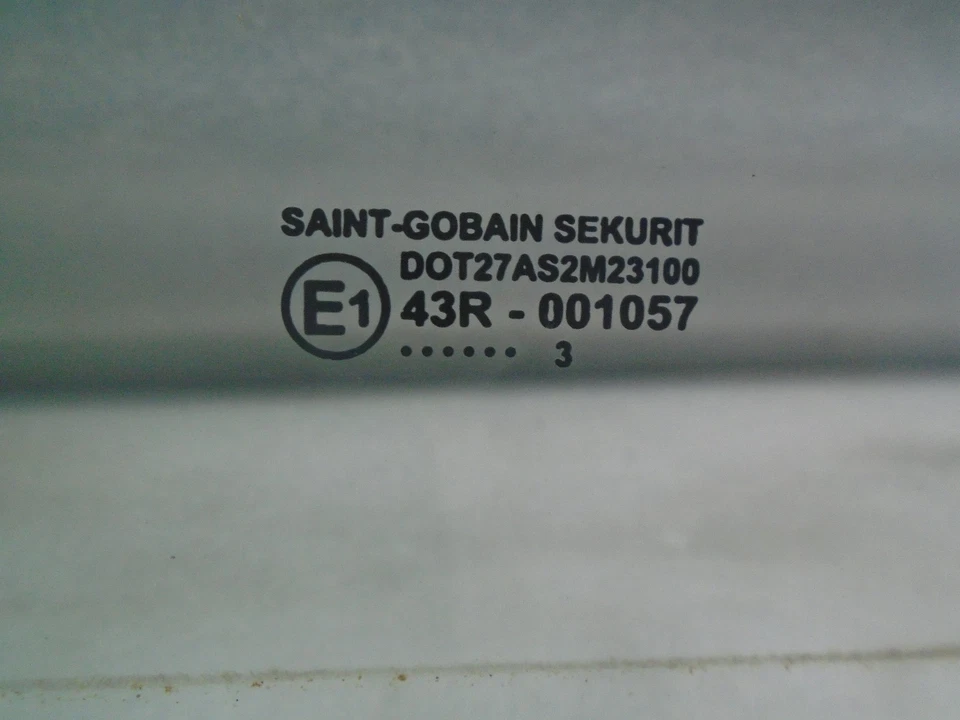 SAINT-GOBAIN SEKURIT
DOT27AS2M23100
E1 43R - 001057
...... 3